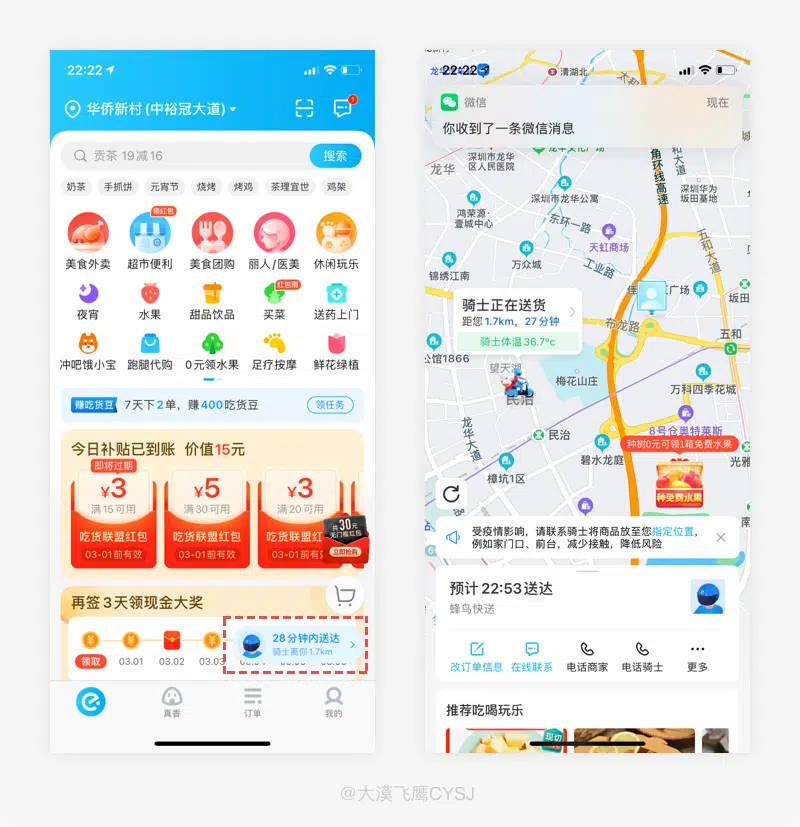 22:22
华侨新村(中裕冠大道)
1
贡茶 19减16
搜索
奶茶
手抓饼
元宵节
烧烤
烤鸡
茶理宜世
鸡架
领红包
美食外卖
超市便利
美食团购
丽人/医美
休闲玩乐
红包雨
夜宵
水果
甜品饮品
买菜
送药上门
冲吧饿小宝
跑腿代购
0元领水果
足疗按摩
鲜花绿植
赚吃货豆
7天下2单，赚400吃货豆
领任务
今日补贴已到账 价值15元
即将过期
¥3
¥5
¥3
满15可用
满30可用
满20可用
吃货联盟红包
吃货联盟红包
吃货联盟
03-01前有效
03-01前有效
共30元
无门槛红包
立即抢购
再签3天领现金大奖
28分钟内送达
骑士离你1.7km
领取
03.01
03.02
03.03
真香
订单
我的
22:22
清湖北
微信
现在
你收到了一条微信消息
龙华
深圳市龙华
区人民医院
角环线高速
深圳华为
坂田基地
深圳市龙华公寓
鸿荣源·
壹城中心
东环一路
天虹商场
五和大道
万众城
工业路
锦绣江南
广场
坂田
骑士正在送货
距您1.7km，27分钟
骑士体温36.7°c
布龙路
五和
公馆1866
望天湖
梅花山庄
万科四季花城
民治
龙华大道
民治
8号仓奥特莱斯
种树0元可领1箱免费水果
碧水龙庭
光雅
樟坑1区
种免费水果
受疫情影响，请联系骑士将商品放至您指定位置，
例如家门口、前台，减少接触，降低风险
预计 22:53 送达
蜂鸟快送
改订单信息
在线联系
电话商家
电话骑士
更多
推荐吃喝玩乐
现切
@大漠飞鹰CYSJ